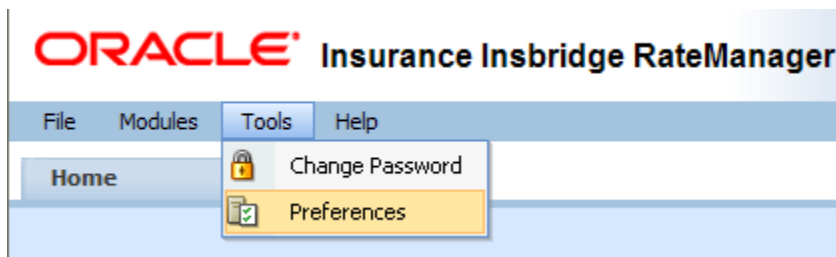 ORACLE Insurance Insbridge RateManager
File Modules Tools Help
Home
Change Password
Preferences